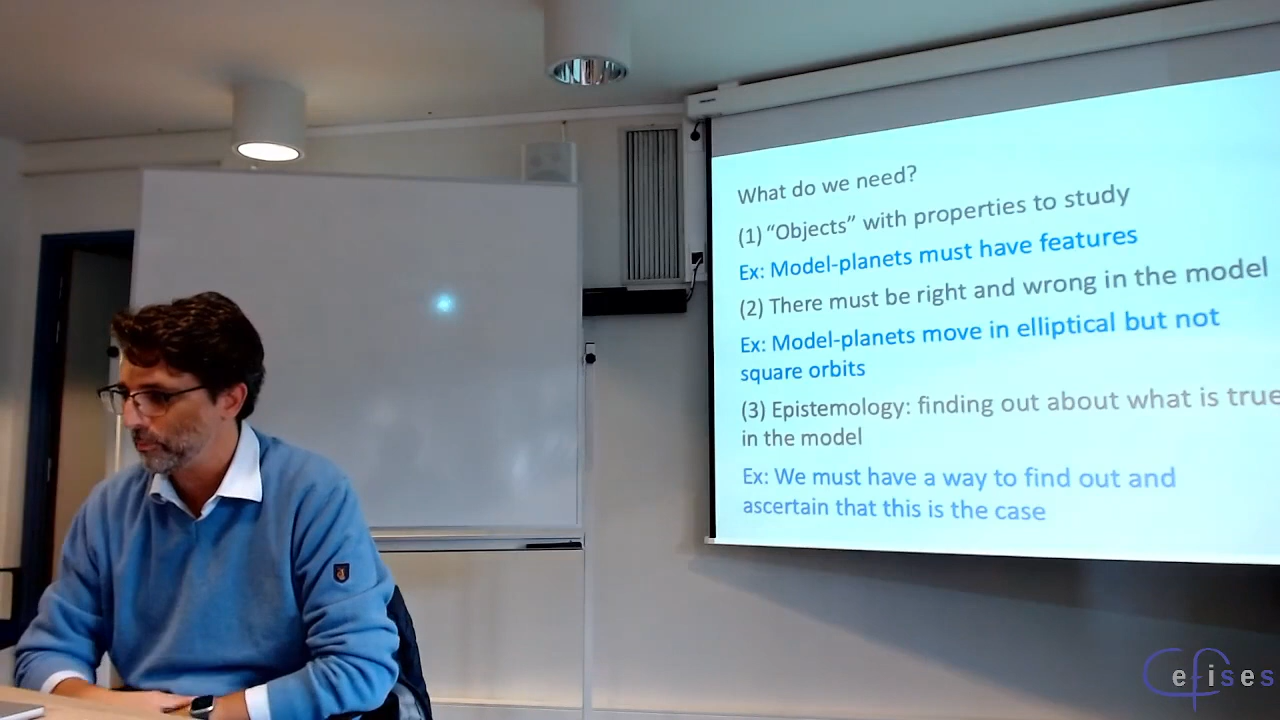 What do we need?
(1) “Objects” with properties to study
Ex: Model-planets must have features
(2) There must be right and wrong in the model
Ex: Model-planets move in elliptical but not
square orbits
(3) Epistemology: finding out about what is true
in the model
Ex: We must have a way to find out and
ascertain that this is the case
Cefises